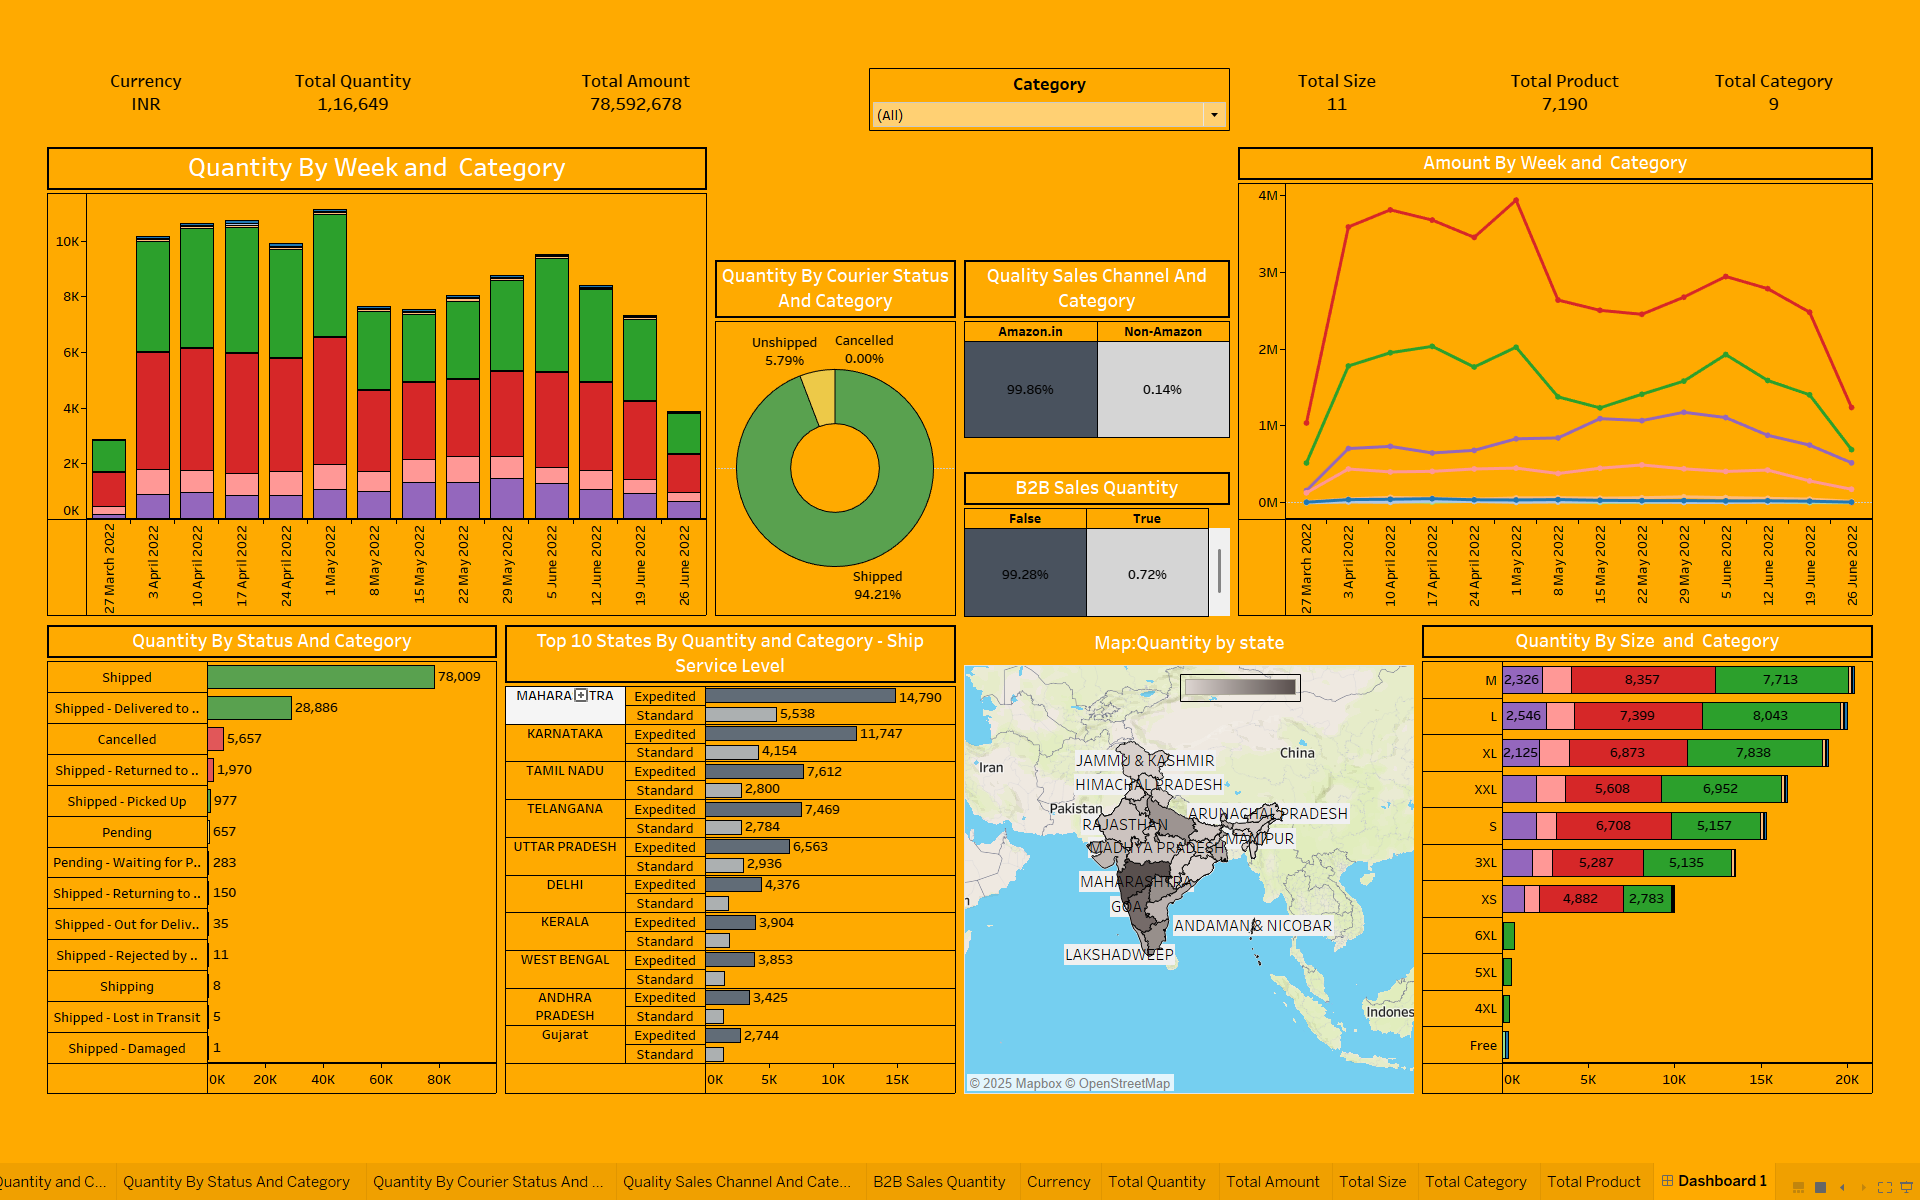 Currency
INR
Total Quantity
1,16,649
Total Amount
78,592,678
Category
(All)
Total Size
11
Total Product
7,190
Total Category
9
Quantity By Week and  Category
10K
8K
6K
4K
2K
0K
27 March 2022
3 April 2022
10 April 2022
17 April 2022
24 April 2022
1 May 2022
8 May 2022
15 May 2022
22 May 2022
29 May 2022
5 June 2022
12 June 2022
19 June 2022
26 June 2022
Quantity By Courier Status
And Category
Unshipped
5.79%
Cancelled
0.00%
Shipped
94.21%
Quality Sales Channel And
Category
Amazon.in
Non-Amazon
99.86%
0.14%
B2B Sales Quantity
False
True
99.28%
0.72%
Amount By Week and  Category
4M
3M
2M
1M
0M
27 March 2022
3 April 2022
10 April 2022
17 April 2022
24 April 2022
1 May 2022
8 May 2022
15 May 2022
22 May 2022
29 May 2022
5 June 2022
12 June 2022
19 June 2022
26 June 2022
Quantity By Status And Category
Shipped 78,009
Shipped - Delivered to .. 28,886
Cancelled 5,657
Shipped - Returned to .. 1,970
Shipped - Picked Up 977
Pending 657
Pending - Waiting for P.. 283
Shipped - Returning to .. 150
Shipped - Out for Deliv.. 35
Shipped - Rejected by .. 11
Shipping 8
Shipped - Lost in Transit 5
Shipped - Damaged 1
0K 20K 40K 60K 80K
Top 10 States By Quantity and Category - Ship
Service Level
MAHARA TRA Expedited 14,790
Standard 5,538
KARNATAKA Expedited 11,747
Standard 4,154
TAMIL NADU Expedited 7,612
Standard 2,800
TELANGANA Expedited 7,469
Standard 2,784
UTTAR PRADESH Expedited 6,563
Standard 2,936
DELHI Expedited 4,376
Standard
KERALA Expedited 3,904
Standard
WEST BENGAL Expedited 3,853
Standard
ANDHRA PRADESH Expedited 3,425
Standard
Gujarat Expedited 2,744
Standard
0K 5K 10K 15K
Map:Quantity by state
China
Iran
JAMMU & KASHMIR
HIMACHAL PRADESH
Pakistan
ARUNACHAL PRADESH
RAJASTHAN
MANIPUR
MADHYA PRADESH
MAHARASHTRA
GOA
ANDAMAN & NICOBAR
LAKSHADWEEP
Indones
© 2025 Mapbox © OpenStreetMap
Quantity By Size  and  Category
M 2,326 8,357 7,713
L 2,546 7,399 8,043
XL 2,125 6,873 7,838
XXL 5,608 6,952
S 6,708 5,157
3XL 5,287 5,135
XS 4,882 2,783
6XL
5XL
4XL
Free
0K 5K 10K 15K 20K
Quantity and C...
Quantity By Status And Category
Quantity By Courier Status And ...
Quality Sales Channel And Cate...
B2B Sales Quantity
Currency
Total Quantity
Total Amount
Total Size
Total Category
Total Product
Dashboard 1